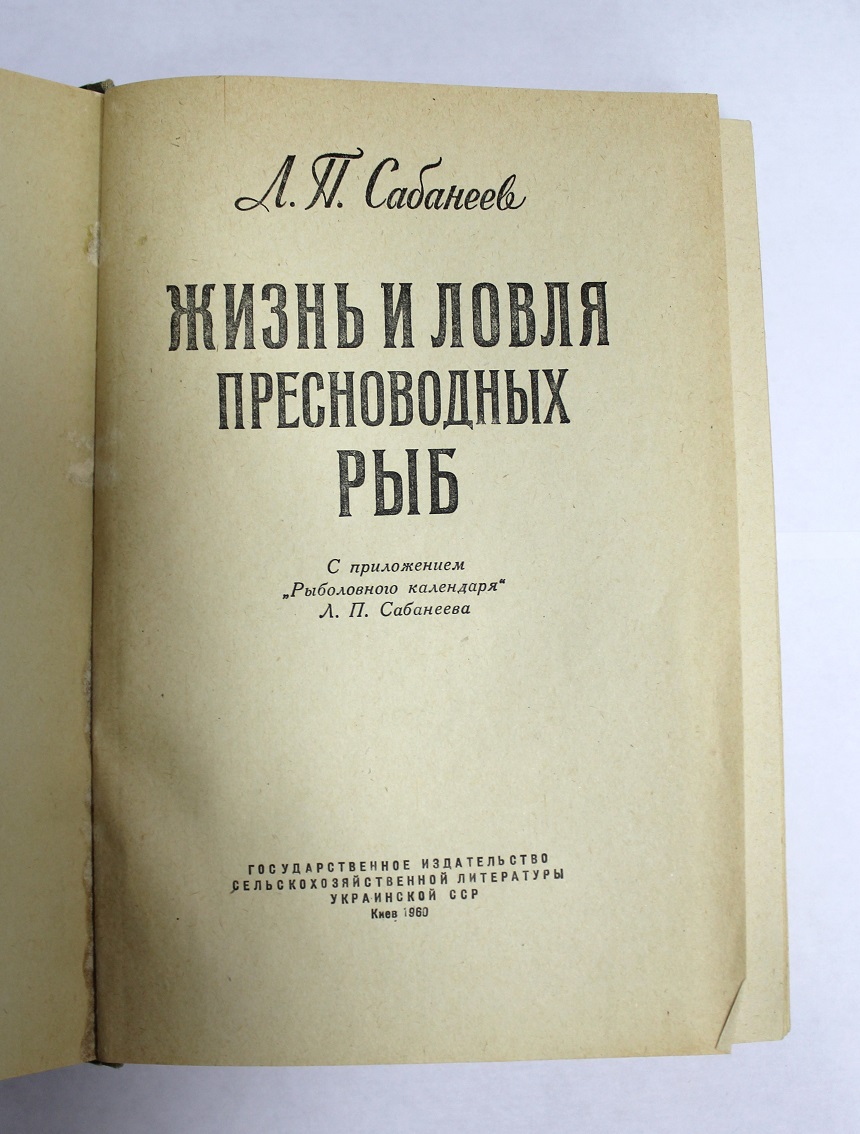 Л. П. Сабанеев
ЖИЗНЬ И ЛОВЛЯ
ПРЕСНОВОДНЫХ
РЫБ
С приложением
„Рыболовного календаря“
Л. П. Сабанеева
ГОСУДАРСТВЕННОЕ ИЗДАТЕЛЬСТВО
СЕЛЬСКОХОЗЯЙСТВЕННОЙ ЛИТЕРАТУРЫ
УКРАИНСКОЙ ССР
Киев 1960